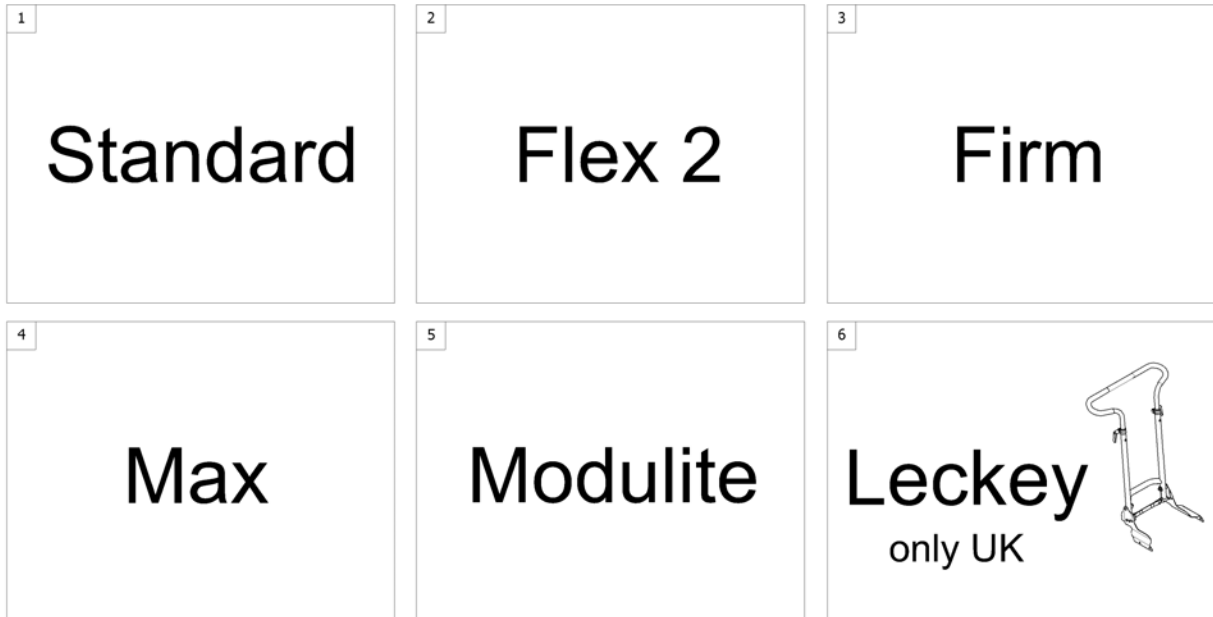 1
Standard
2
Flex 2
3
Firm
4
Max
5
Modulite
6
Leckey
only UK